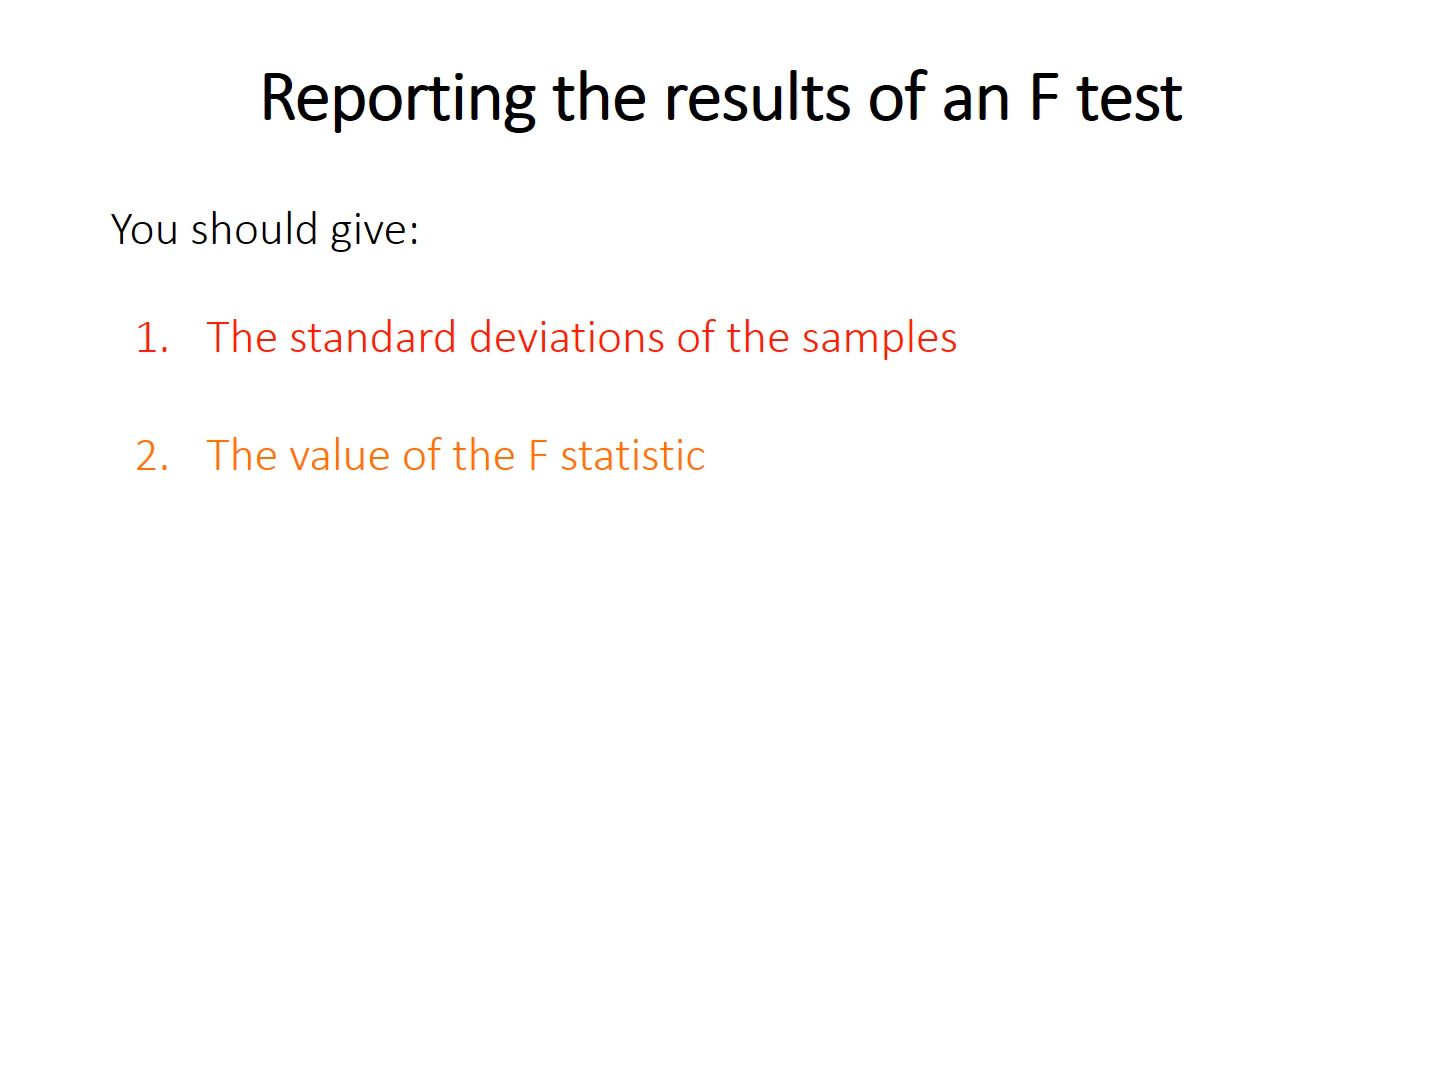 Reporting the results of an F test
You should give:
1. The standard deviations of the samples
2. The value of the F statistic